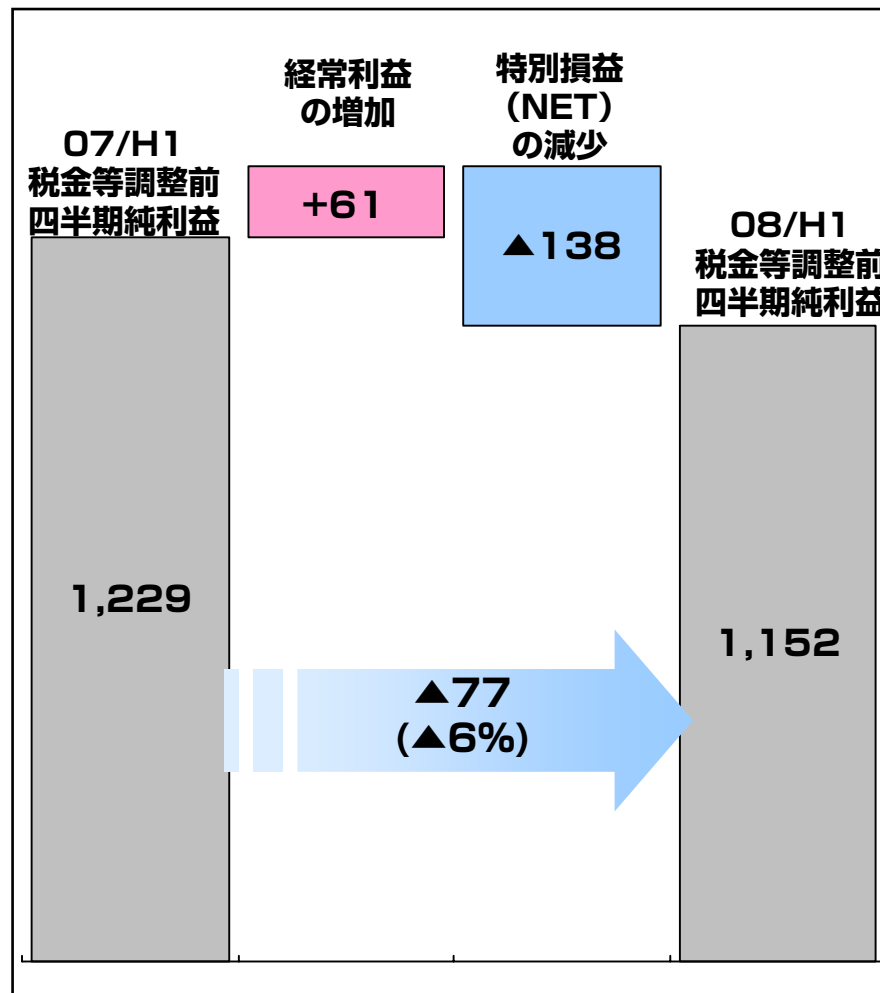 07/H1
税金等調整前
四半期純利益
1,229
経常利益
の増加
+61
特別損益
（NET）
の減少
▲138
08/H1
税金等調整前
四半期純利益
1,152
▲77
(▲6%)